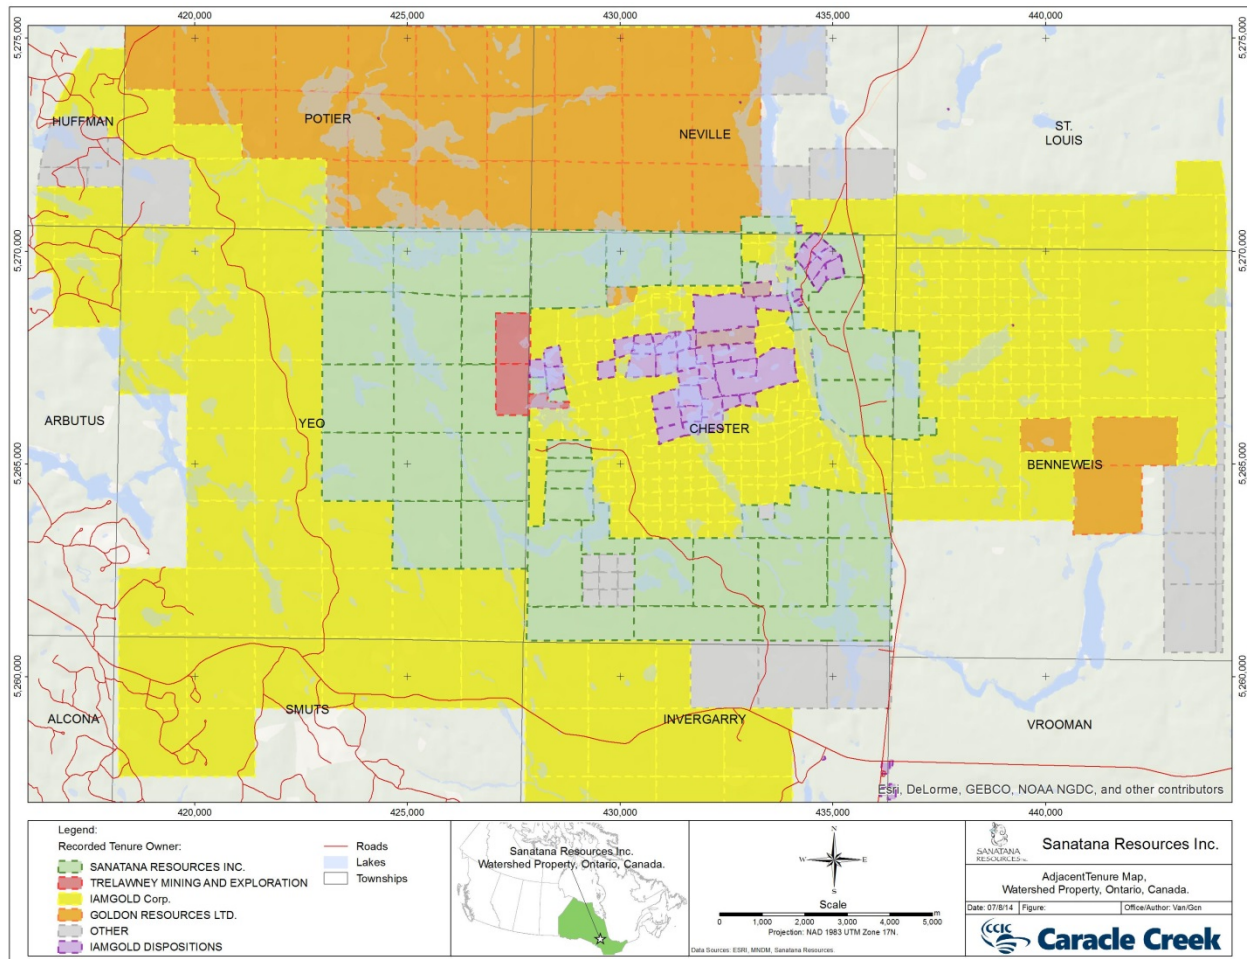 420,000 425,000 430,000 435,000 440,000
5,275,000 5,275,000
HUFFMAN
POTIER
NEVILLE
ST.
LOUIS
5,270,000 5,270,000
ARBUTUS
YEO
CHESTER
BENNEWEIS
5,265,000 5,265,000
5,260,000 5,260,000
ALCONA
SMUTS
INVERGARRY
VROOMAN
Esri, DeLorme, GEBCO, NOAA NGDC, and other contributors
420,000 425,000 430,000 435,000 440,000
Legend:
Recorded Tenure Owner:
SANATANA RESOURCES INC.
TRELAWNEY MINING AND EXPLORATION
IAMGOLD Corp.
GOLDON RESOURCES LTD.
OTHER
IAMGOLD DISPOSITIONS
Roads
Lakes
Townships
Sanatana Resources Inc.
Watershed Property, Ontario, Canada.
N
W E
S
Scale
m
0 1,000 2,000 3,000 4,000 5,000
Projection: NAD 1983 UTM Zone 17N.
Data Sources: ESRI, MNDM, Sanatana Resources.
SANATANA
RESOURCES INC.
Sanatana Resources Inc.
AdjacentTenure Map,
Watershed Property, Ontario, Canada.
Date: 07/8/14 Figure: Office/Author: Van/Gcn
CCIC
Caracle Creek